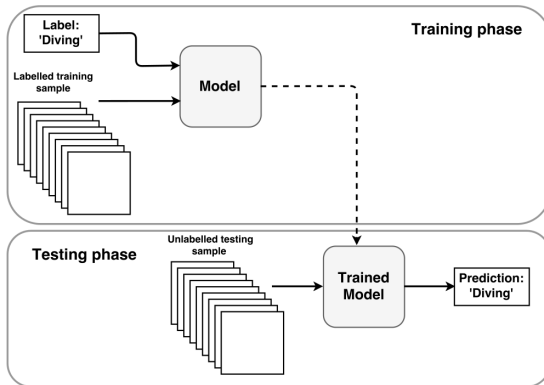 Training phase
Label:
'Diving'
Labelled training
sample
Model
Testing phase
Unlabelled testing
sample
Trained
Model
Prediction:
'Diving'